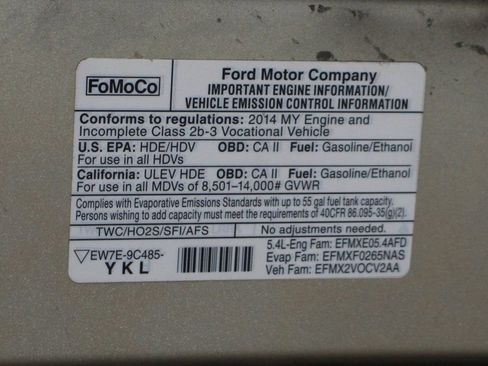 FoMoCo
Ford Motor Company
IMPORTANT ENGINE INFORMATION/
VEHICLE EMISSION CONTROL INFORMATION
Conforms to regulations: 2014 MY Engine and
Incomplete Class 2b-3 Vocational Vehicle
U.S. EPA: HDE/HDV OBD: CA II Fuel: Gasoline/Ethanol
For use in all HDVs
California: ULEV HDE OBD: CA II Fuel: Gasoline/Ethanol
For use in all MDVs of 8,501-14,000# GVWR
Complies with Evaporative Emissions Standards with up to 55 gal fuel tank capacity.
Persons wishing to add capacity must meet the requirements of 40CFR 86.095-35(g)(2).
TWC/HO2S/SFI/AFS No adjustments needed.
EW7E-9C485-
YKL
5.4L-Eng Fam: EFMXE05.4AFD
Evap Fam: EFMXF0265NAS
Veh Fam: EFMX2VOCV2AA